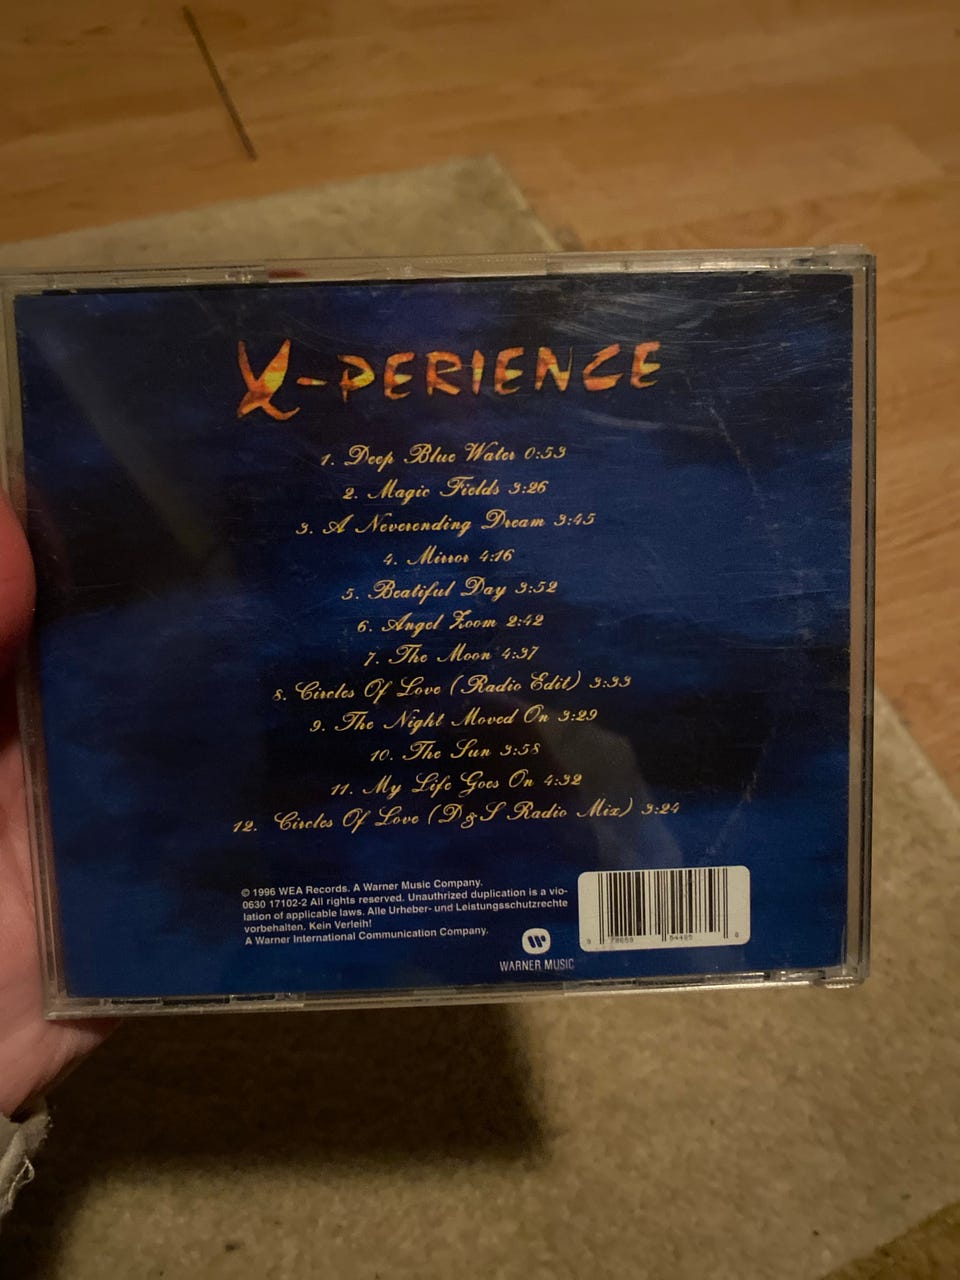 X-PERIENCE
1. Deep Blue Water 0:53
2. Magic Fields 3:26
3. A Neverending Dream 3:45
4. Mirror 4:16
5. Beatiful Day 3:52
6. Angel Zoom 2:42
7. The Moon 4:37
8. Circles Of Love (Radio Edit) 3:33
9. The Night Moved On 3:29
10. The Sun 3:58
11. My Life Goes On 4:32
12. Circles Of Love (D&S Radio Mix) 3:24
© 1996 WEA Records. A Warner Music Company.
0630 17102-2 All rights reserved. Unauthrized duplication is a vio-
lation of applicable laws. Alle Urheber- und Leistungsschutzrechte
vorbehalten. Kein Verleih!
A Warner International Communication Company.
WARNER MUSIC